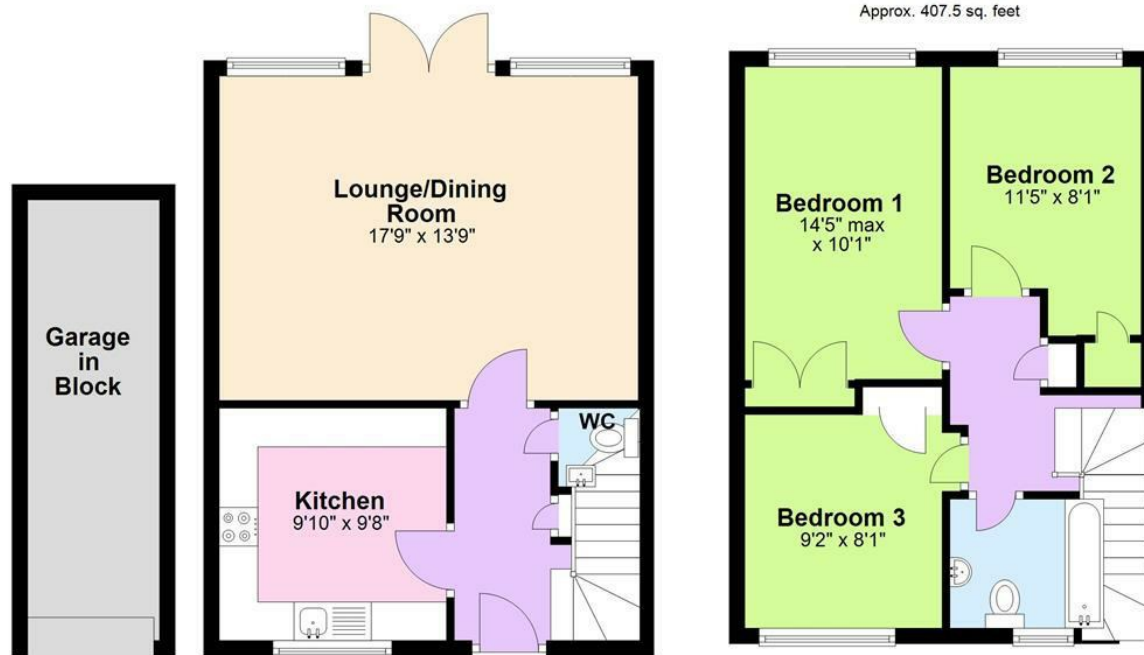 Approx. 407.5 sq. feet
Garage
in
Block
Lounge/Dining
Room
17'9" x 13'9"
Kitchen
9'10" x 9'8"
WC
Bedroom 1
14'5" max
x 10'1"
Bedroom 2
11'5" x 8'1"
Bedroom 3
9'2" x 8'1"